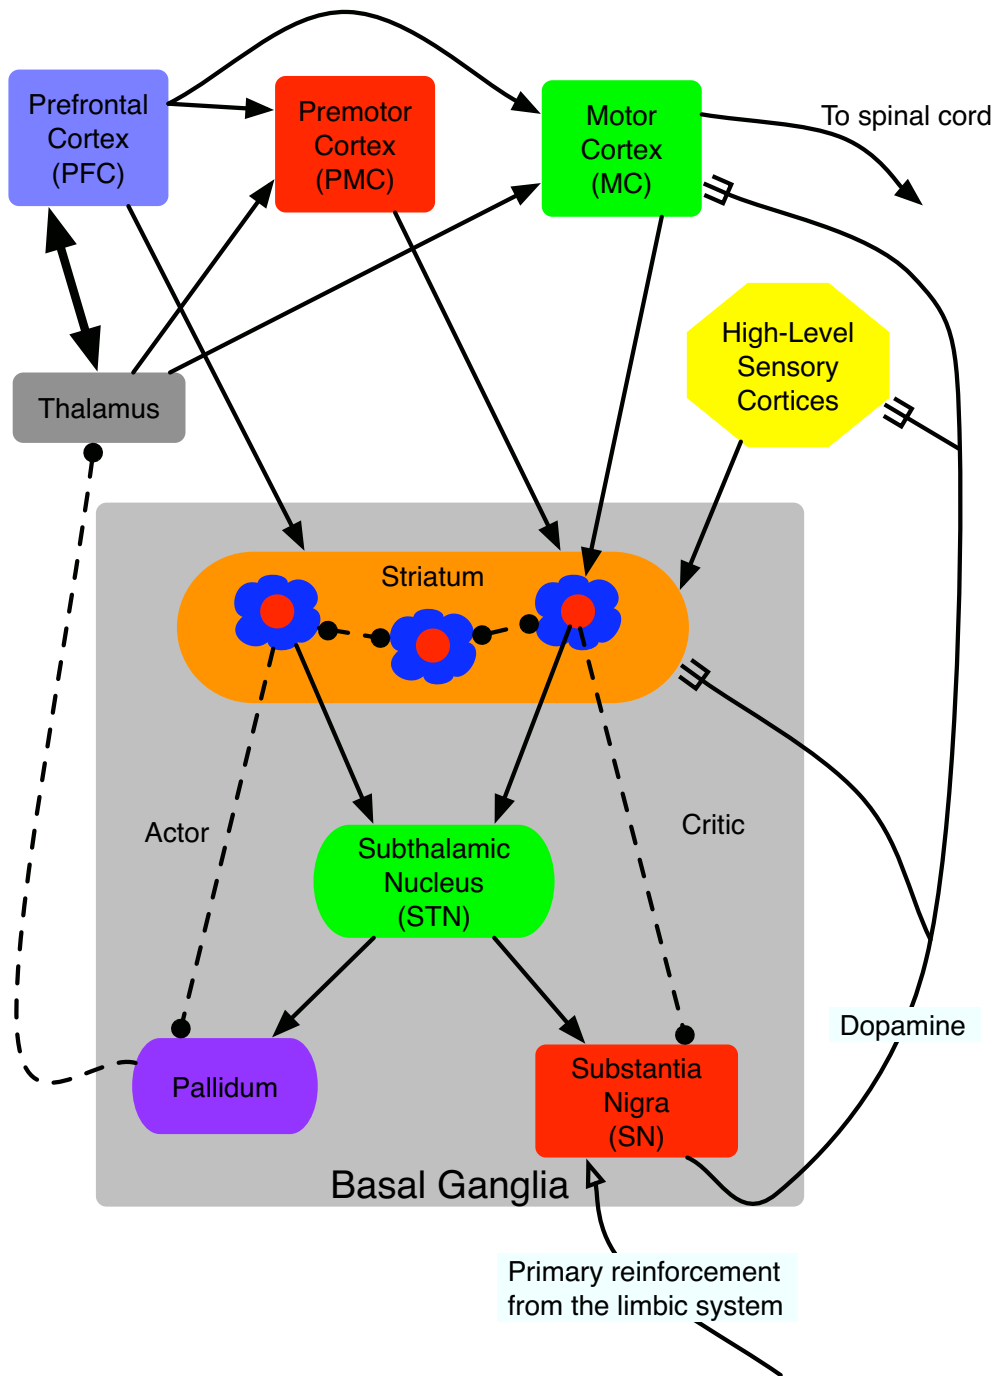 Prefrontal
Cortex
(PFC)
Premotor
Cortex
(PMC)
Motor
Cortex
(MC)
To spinal cord
High-Level
Sensory
Cortices
Thalamus
Striatum
Actor
Critic
Subthalamic
Nucleus
(STN)
Dopamine
Pallidum
Substantia
Nigra
(SN)
Basal Ganglia
Primary reinforcement
from the limbic system